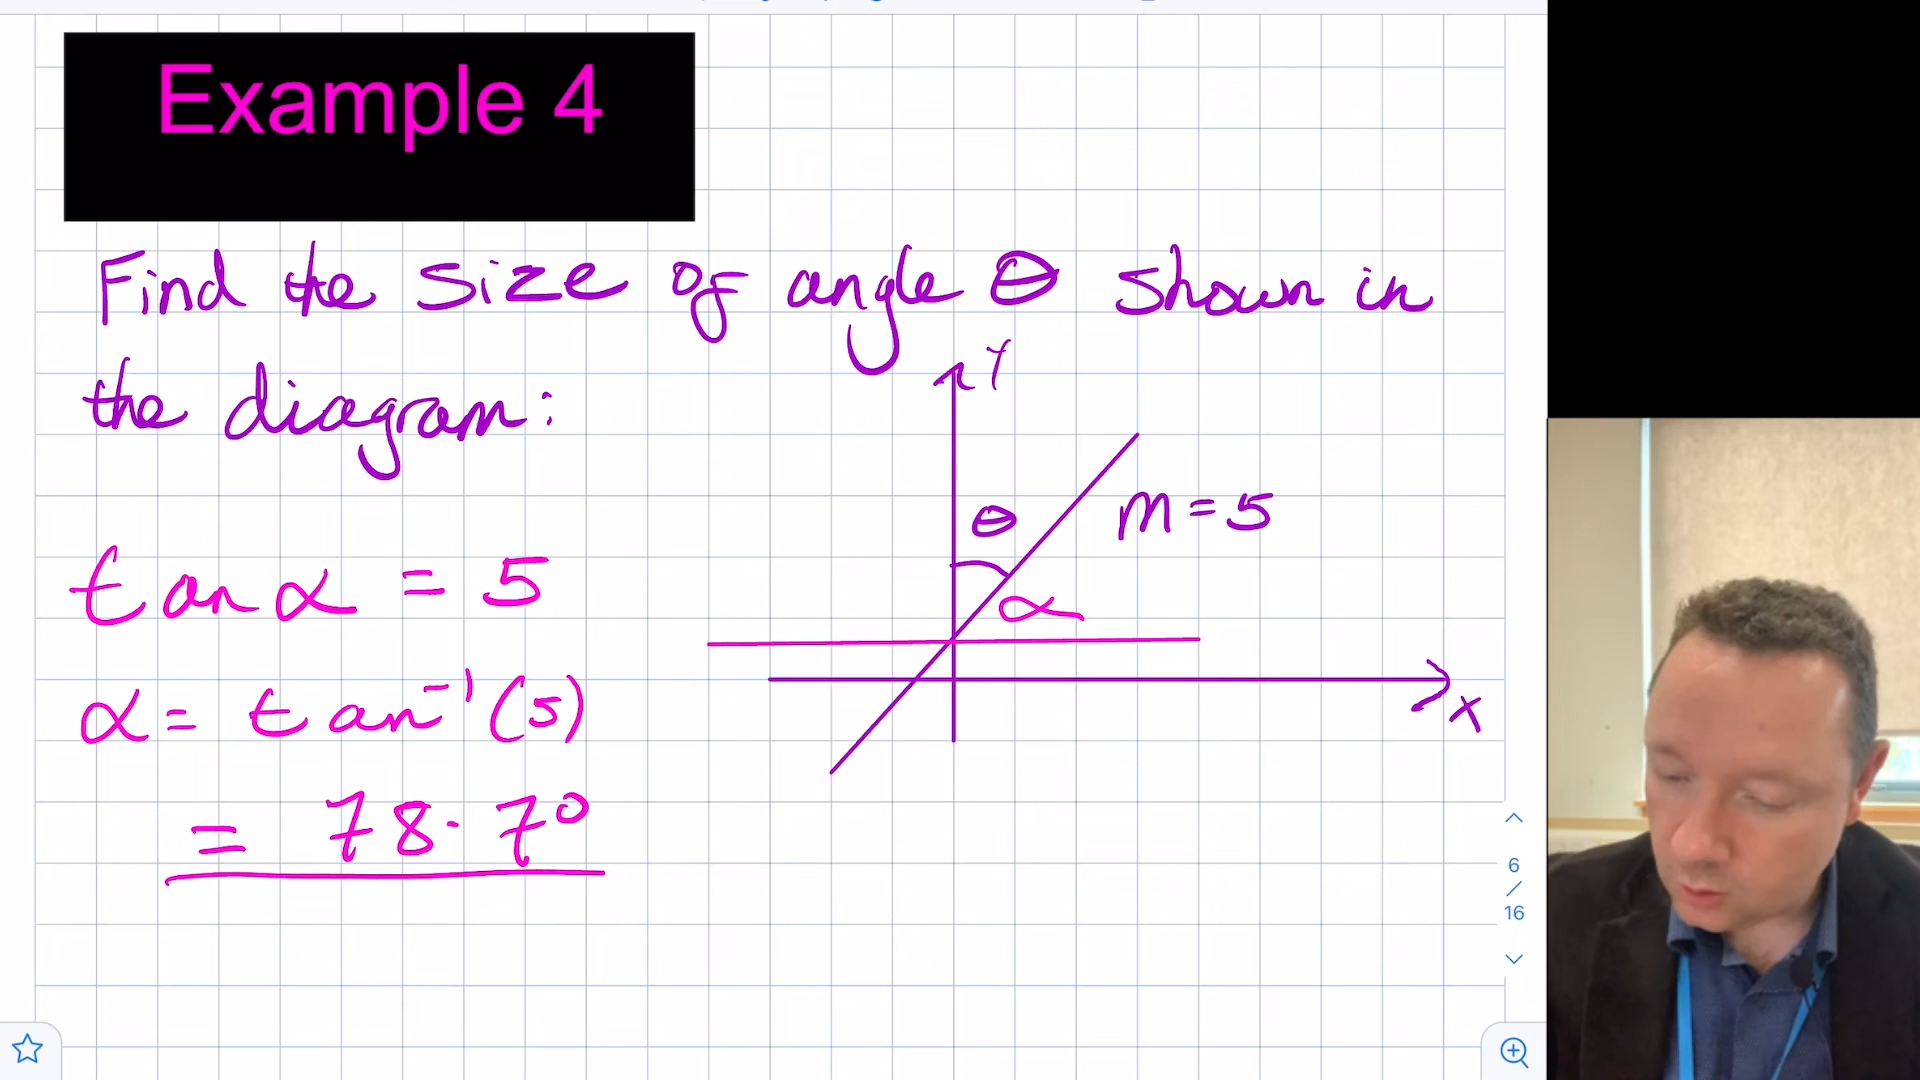 Example 4
Find the size of angle θ shown in
the diagram:
Y
θ
m = 5
α
x
tan α = 5
α = tan⁻¹(5)
= 78.7°
6
/
16